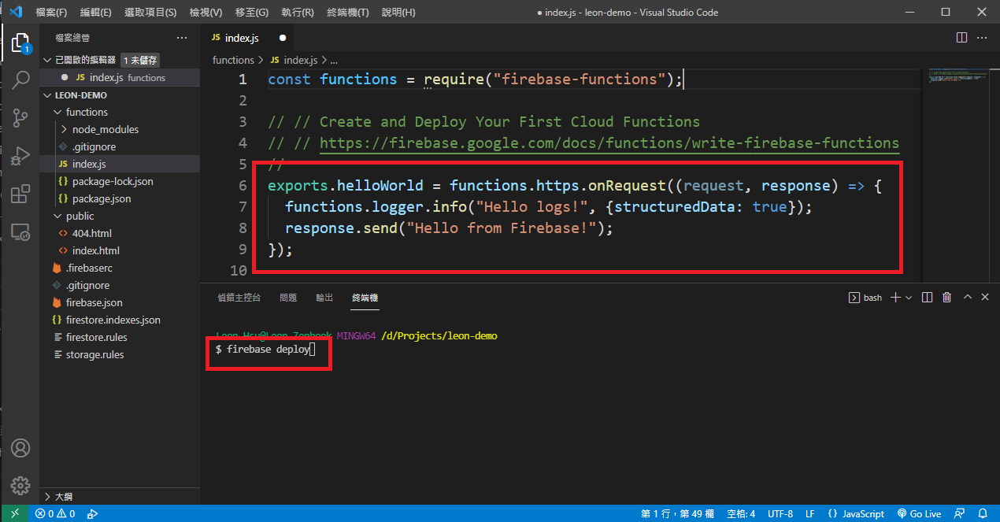 檔案(F) 編輯(E) 選取項目(S) 檢視(V) 移至(G) 執行(R) 終端機(T) 說明(H) ● index.js - leon-demo - Visual Studio Code
檔案總管 ···
已開啟的編輯器 1 未儲存
● JS index.js functions
LEON-DEMO
functions
node_modules
.gitignore
JS index.js
{} package-lock.json
{} package.json
public
<> 404.html
<> index.html
.firebaserc
.gitignore
firebase.json
{} firestore.indexes.json
firestore.rules
storage.rules
大綱
1
JS index.js ●
functions > JS index.js > ...
1 const functions = require("firebase-functions");
2
3 // // Create and Deploy Your First Cloud Functions
4 // // https://firebase.google.com/docs/functions/write-firebase-functions
5 //
6 exports.helloWorld = functions.https.onRequest((request, response) => {
7 functions.logger.info("Hello logs!", {structuredData: true});
8 response.send("Hello from Firebase!");
9 });
10
偵錯主控台 問題 輸出 終端機 bash
Leon Hsu@Leon-Zenbook MINGW64 /d/Projects/leon-demo
$ firebase deploy
0 0 第 1 行，第 49 欄 空格: 4 UTF-8 LF {} JavaScript Go Live